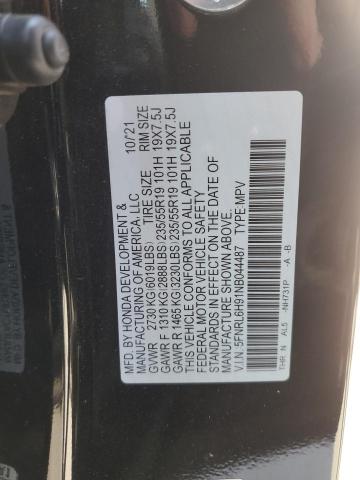 MFD. BY HONDA DEVELOPMENT & 10/21
MANUFACTURING OF AMERICA, LLC
TIRE SIZE RIM SIZE
GVWR 2730 KG(6019LBS)
GAWR F 1310 KG(2888LBS)235/55R19 101H 19X7.5J
GAWR R 1465 KG(3230LBS)235/55R19 101H 19X7.5J
THIS VEHICLE CONFORMS TO ALL APPLICABLE
FEDERAL MOTOR VEHICLE SAFETY
STANDARDS IN EFFECT ON THE DATE OF
MANUFACTURE SHOWN ABOVE.
V.I.N. 5FNRL6H91NB044487 TYPE MPV
THR : N AL5 -NH731P -A -B